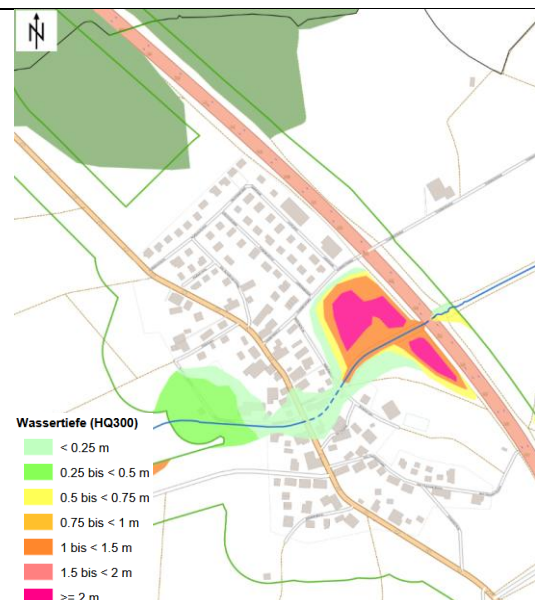 N
Wassertiefe (HQ300)
< 0.25 m
0.25 bis < 0.5 m
0.5 bis < 0.75 m
0.75 bis < 1 m
1 bis < 1.5 m
1.5 bis < 2 m
>= 2 m